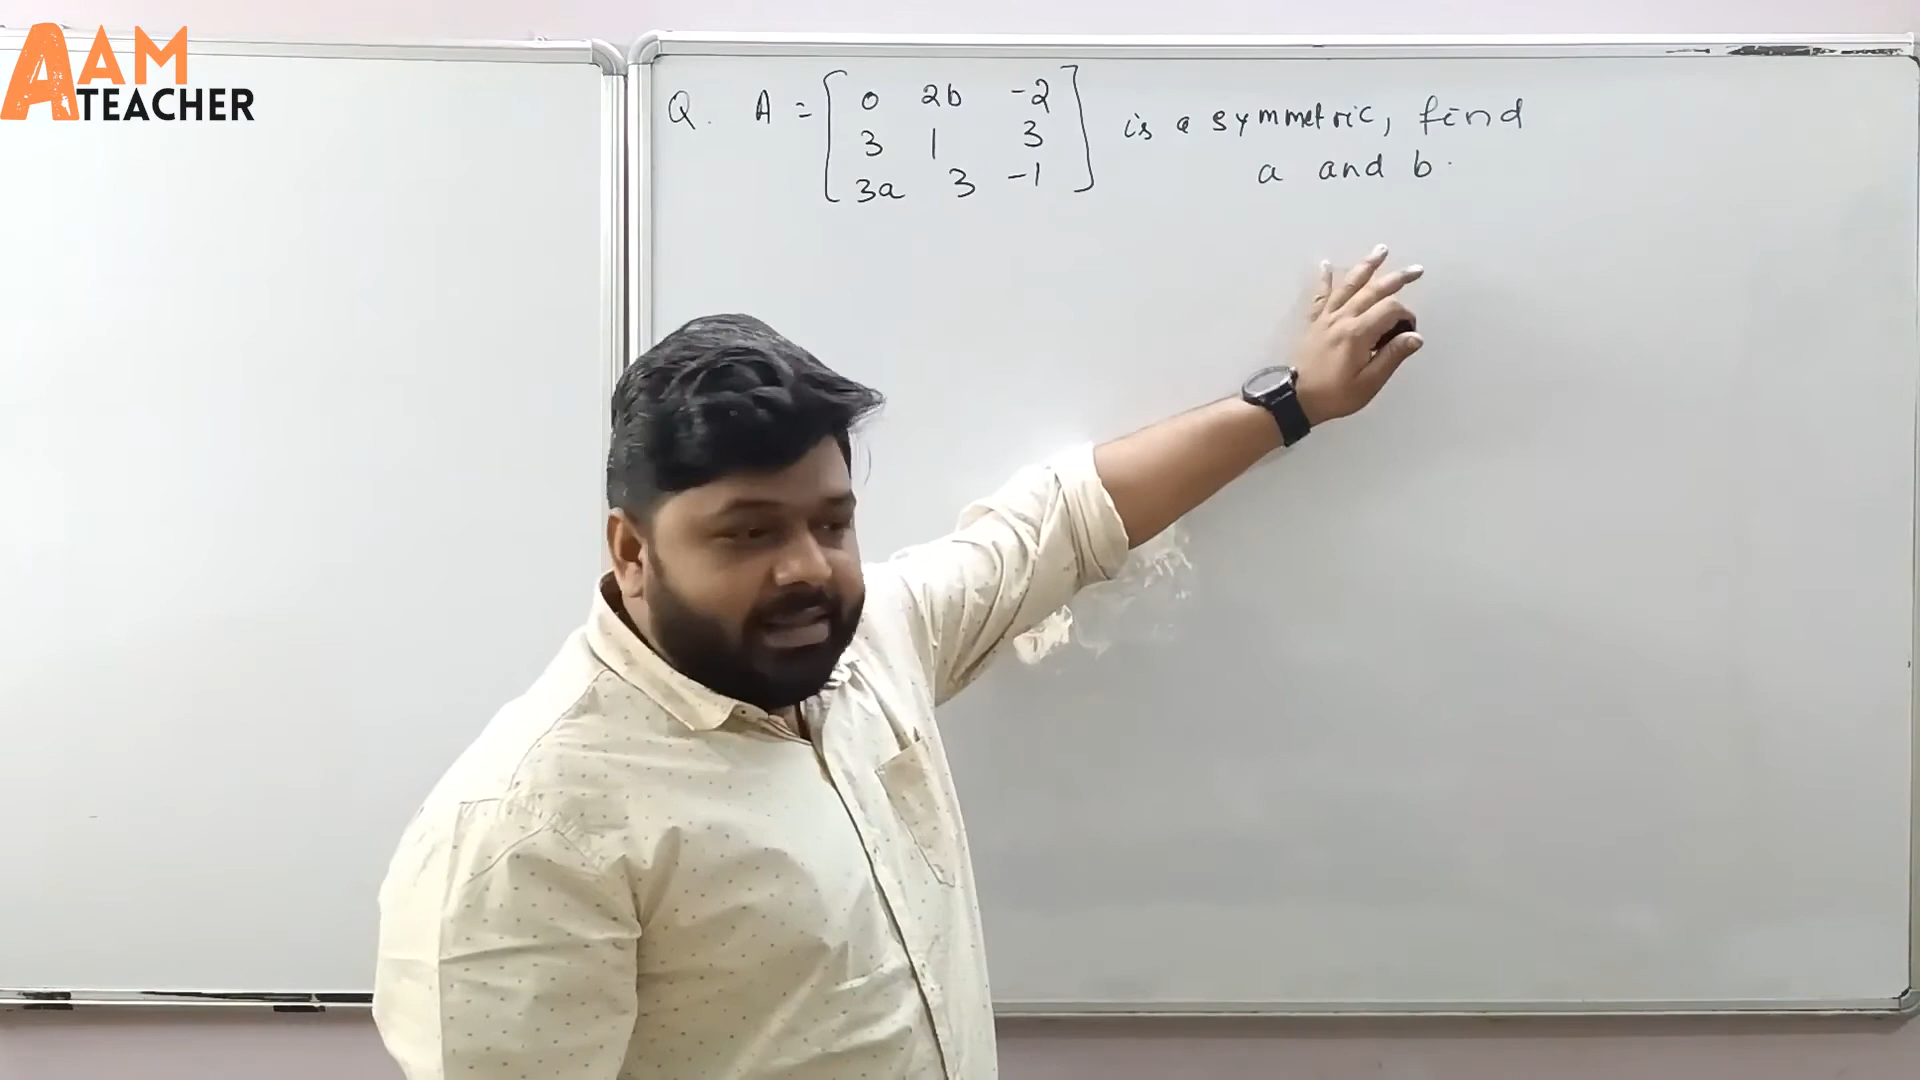 AAM
TEACHER
Q. A = [ 0 2b -2 ] is a symmetric, find
3 1 3
3a 3 -1
a and b.